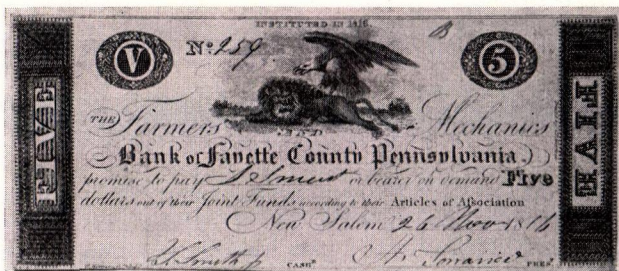 INSTITUTED IN 1816
V No. 259 B 5
FIVE
THE Farmers AND Mechanics
Bank of Fayette County Pennsylvania
promise to pay or bearer on demand Five
dollars out of their Joint Funds according to their Articles of Association
New Salem 26 Nov 1816
CASHR. PREST.
FIVE